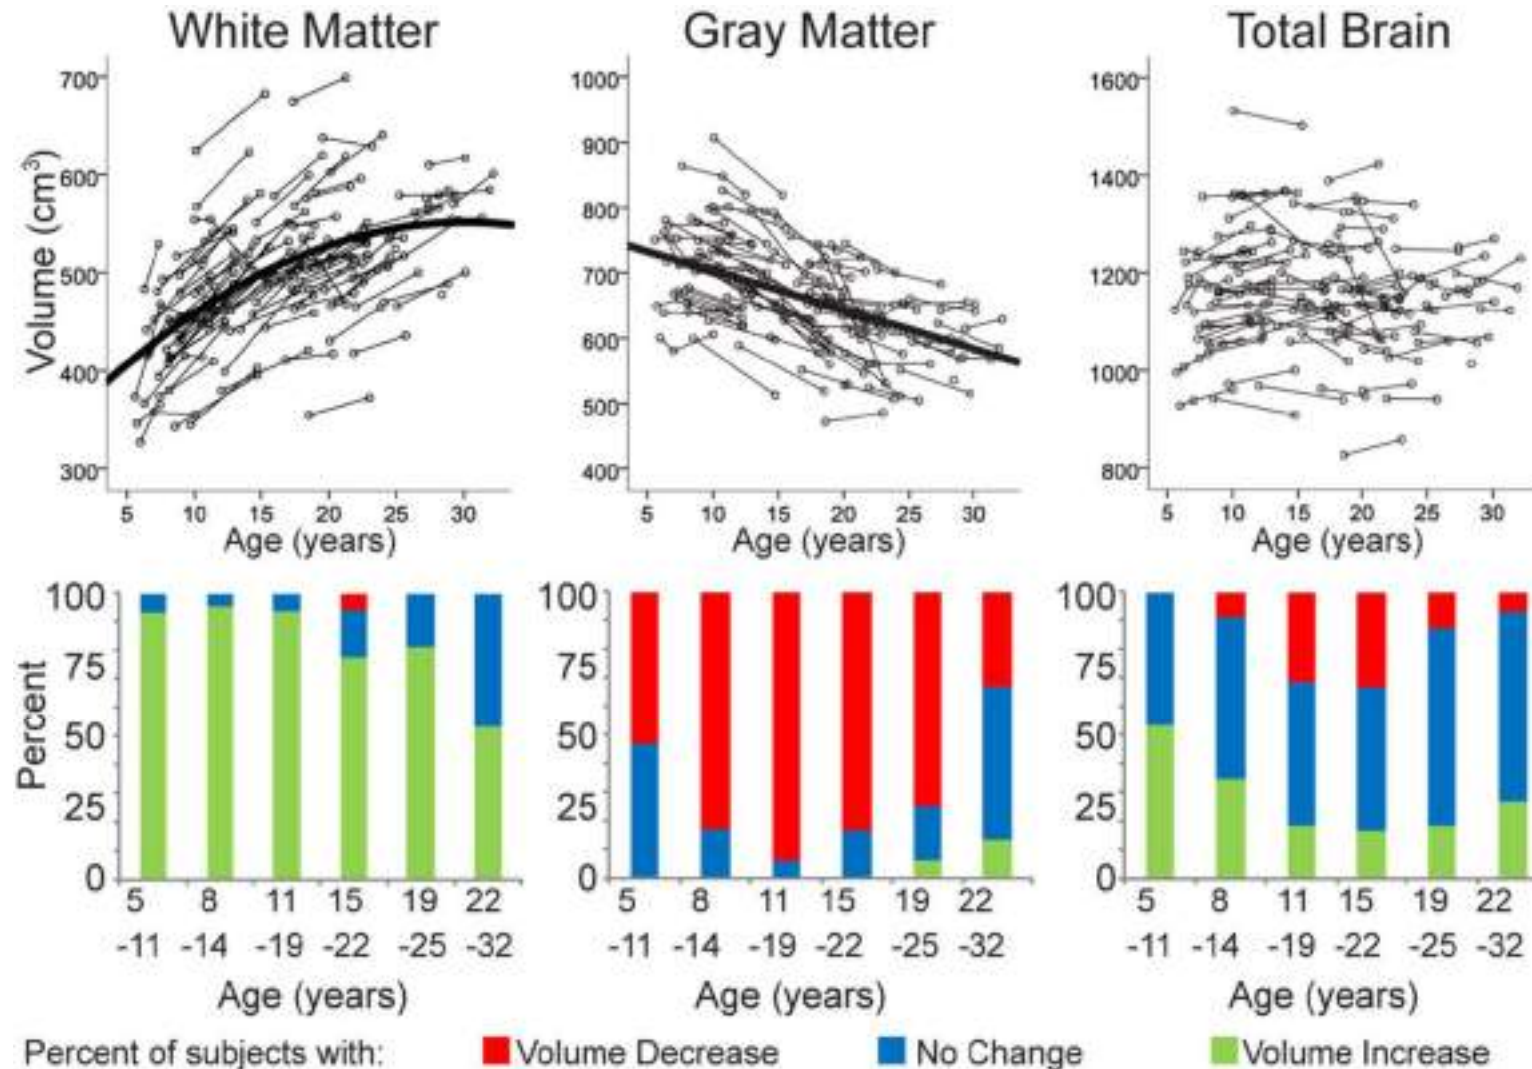 White Matter Gray Matter Total Brain
Volume (cm³)
700 600 500 400 300
5 10 15 20 25 30
Age (years)
1000 900 800 700 600 500 400
5 10 15 20 25 30
Age (years)
1600 1400 1200 1000 800
5 10 15 20 25 30
Age (years)
Percent
100 75 50 25 0
5 8 11 15 19 22
-11 -14 -19 -22 -25 -32
Age (years)
100 75 50 25 0
5 8 11 15 19 22
-11 -14 -19 -22 -25 -32
Age (years)
100 75 50 25 0
5 8 11 15 19 22
-11 -14 -19 -22 -25 -32
Age (years)
Percent of subjects with: Volume Decrease No Change Volume Increase